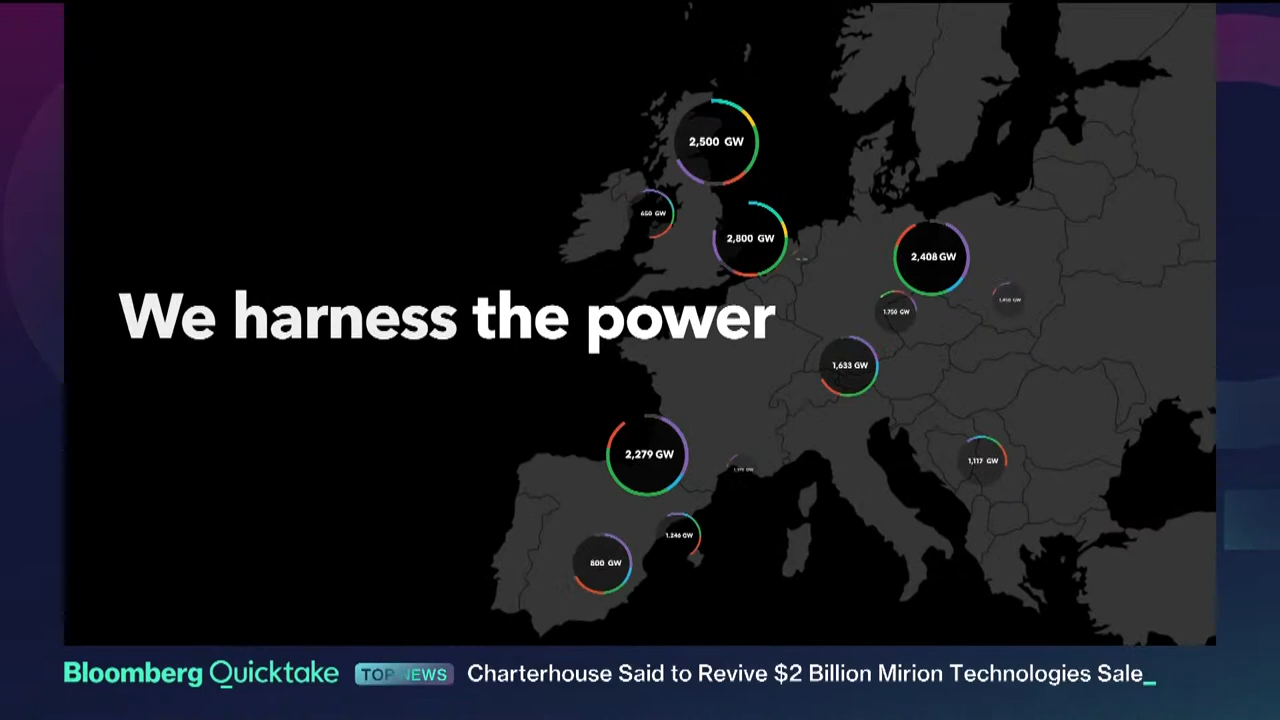 2,500 GW
650 GW
2,800 GW
2,408 GW
1,700 GW
We harness the power
1,633 GW
2,279 GW
1,117 GW
1,246 GW
800 GW
Bloomberg Quicktake TOP NEWS Charterhouse Said to Revive $2 Billion Mirion Technologies Sale_